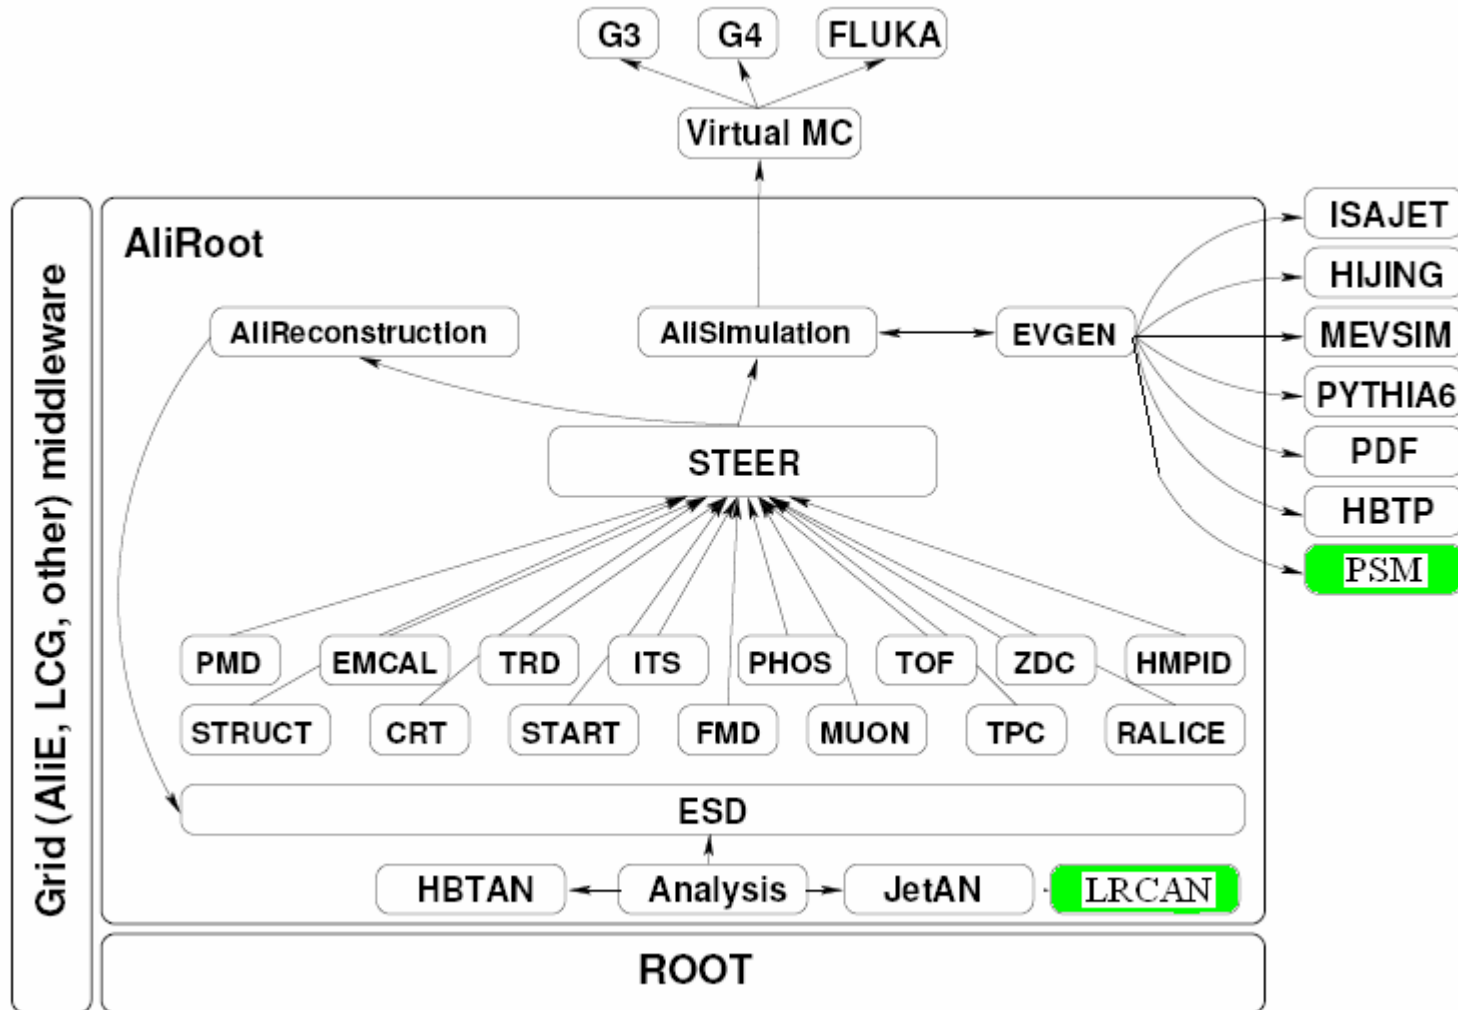 G3
G4
FLUKA
Virtual MC
Grid (AliE, LCG, other) middleware
AliRoot
AliReconstruction
AliSimulation
EVGEN
ISAJET
HIJING
MEVSIM
PYTHIA6
PDF
HBTP
PSM
STEER
PMD
EMCAL
TRD
ITS
PHOS
TOF
ZDC
HMPID
STRUCT
CRT
START
FMD
MUON
TPC
RALICE
ESD
HBTAN
Analysis
JetAN
LRCAN
ROOT